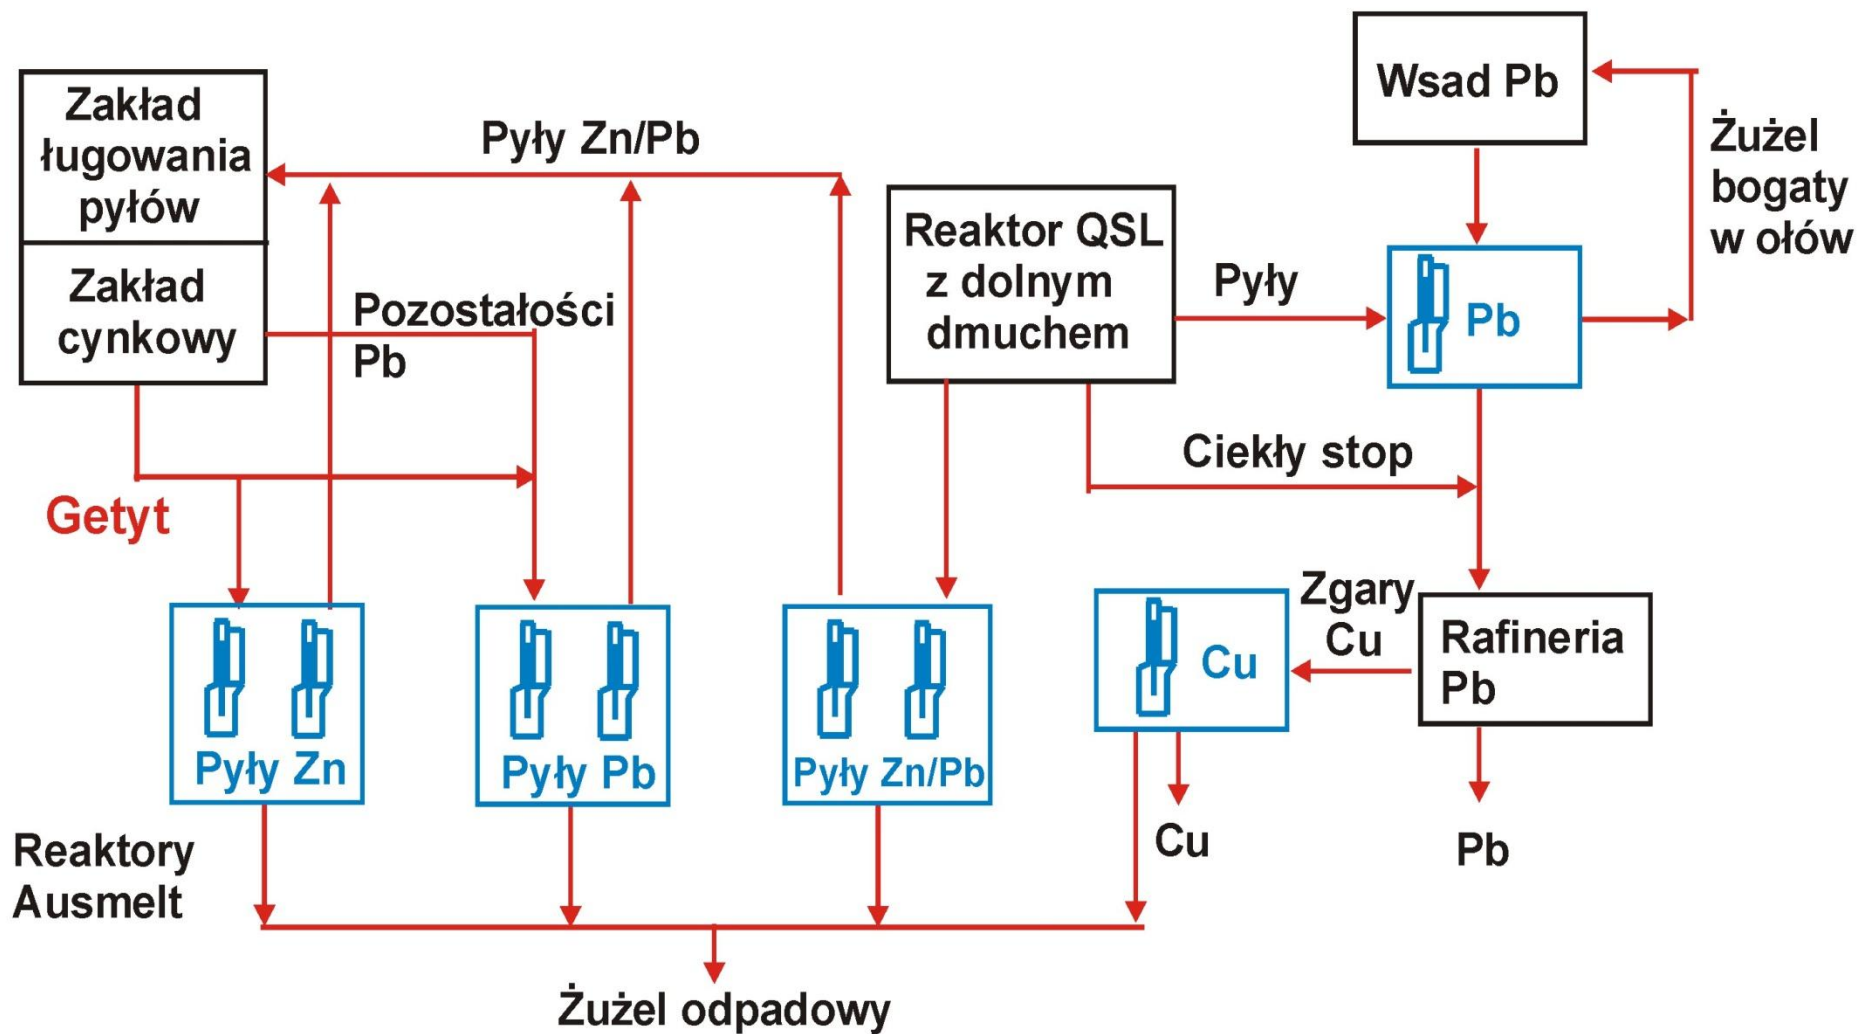 Zakład
ługowania
pyłów
Zakład
cynkowy
Pyły Zn/Pb
Pozostałości
Pb
Getyt
Reaktor QSL
z dolnym
dmuchem
Pyły
Wsad Pb
Żużel
bogaty
w ołów
Pb
Ciekły stop
Zgary
Cu
Rafineria
Pb
Cu
Pyły Zn
Pyły Pb
Pyły Zn/Pb
Reaktory
Ausmelt
Cu
Pb
Żużel odpadowy